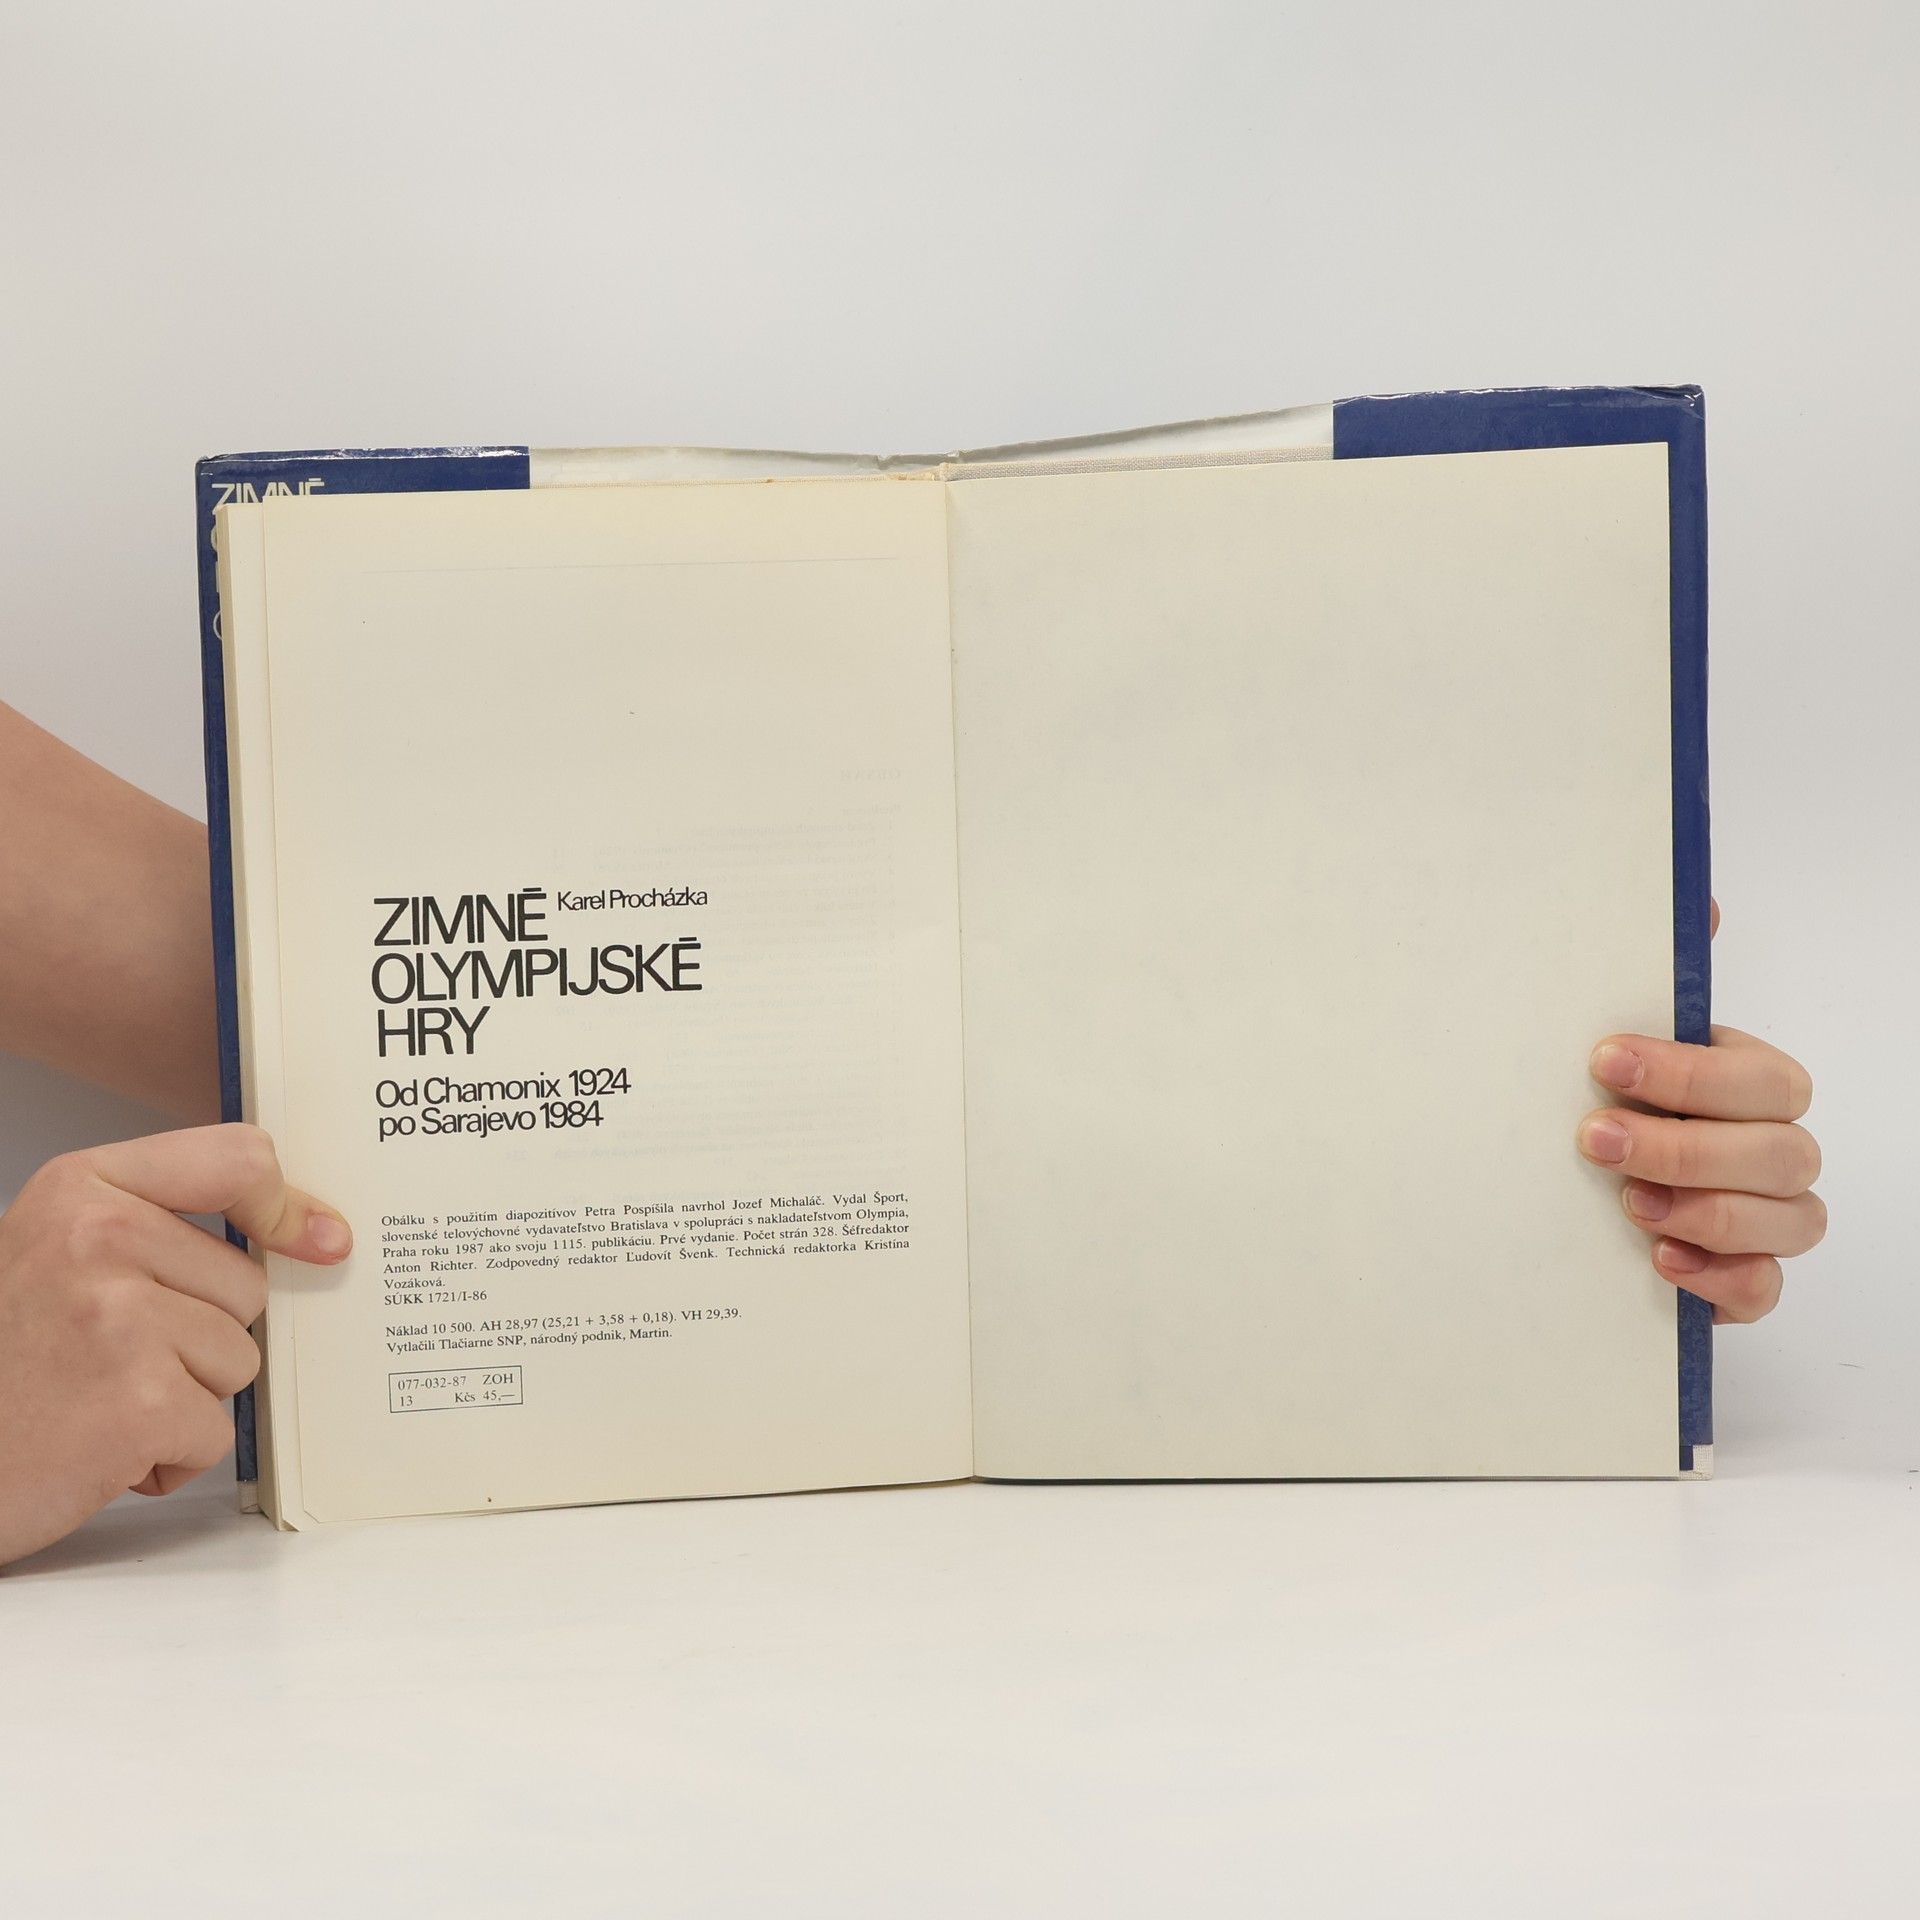 ZIMNÉ
ZIMNÉ Karel Procházka
OLYMPIJSKÉ
HRY
Od Chamonix 1924
po Sarajevo 1984
Obálku s použitím diapozitívov Petra Pospíšila navrhol Jozef Michaláč. Vydal Šport,
slovenské telovýchovné vydavateľstvo Bratislava v spolupráci s nakladateľstvom Olympia,
Praha roku 1987 ako svoju 1115. publikáciu. Prvé vydanie. Počet strán 328. Šéfredaktor
Anton Richter. Zodpovedný redaktor Ľudovít Švenk. Technická redaktorka Kristína
Vozáková.
SÚKK 1721/I-86
Náklad 10 500. AH 28,97 (25,21 + 3,58 + 0,18). VH 29,39.
Vytlačili Tlačiarne SNP, národný podnik, Martin.
077-032-87 ZOH
13 Kčs 45,—